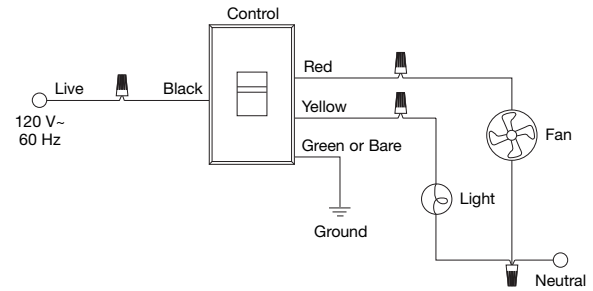 Control
Red
Live
Black
Yellow
120 V~
60 Hz
Fan
Green or Bare
Light
Ground
Neutral